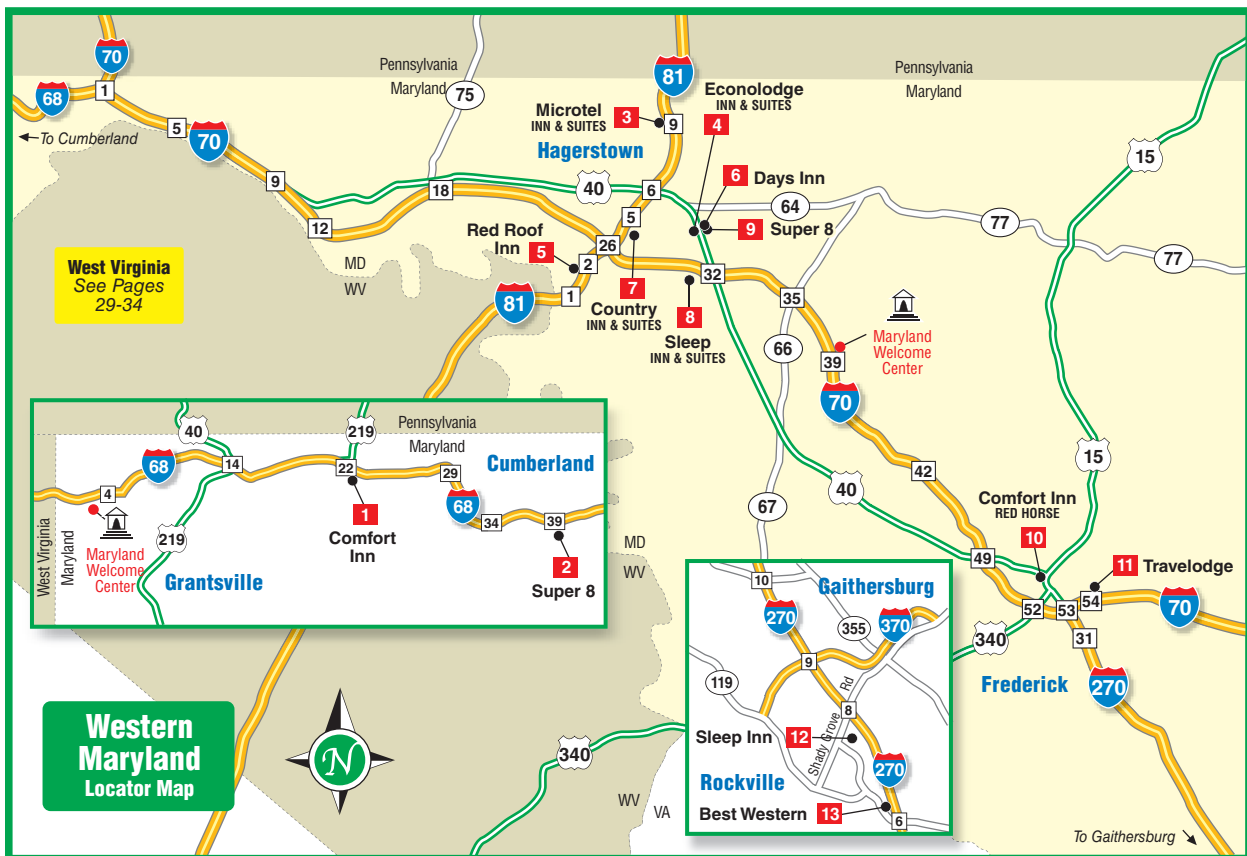 70
68
1
5
70
To Cumberland
Pennsylvania
Maryland
75
81
Pennsylvania
Maryland
Microtel
INN & SUITES
3
9
Econolodge
INN & SUITES
4
Hagerstown
15
9
12
18
40
6
6
Days Inn
64
77
77
5
9
Super 8
Red Roof
Inn
5
26
2
1
81
7
Country
INN & SUITES
32
8
Sleep
INN & SUITES
35
66
MD
WV
West Virginia
See Pages
29-34
Maryland
Welcome
Center
39
70
42
15
40
67
Comfort Inn
RED HORSE
10
49
11
Travelodge
52
53
54
70
31
340
Frederick
270
To Gaithersburg
40
219
Pennsylvania
Maryland
68
14
22
29
Cumberland
4
1
Comfort
Inn
68
34
39
2
Super 8
West Virginia
Maryland
Maryland
Welcome
Center
219
Grantsville
MD
WV
10
Gaithersburg
270
355
370
9
119
Shady Grove Rd
8
Sleep Inn
12
Rockville
270
Best Western
13
6
Western
Maryland
Locator Map
N
340
WV
VA